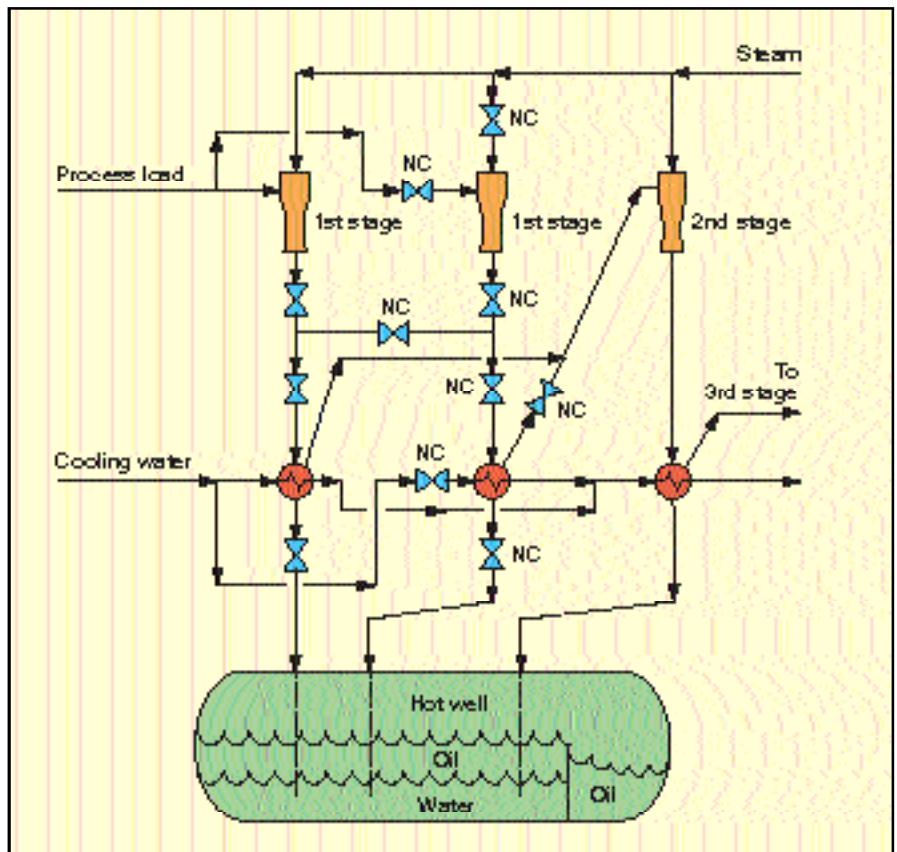 Steam
NC
NC
Process load
1st stage
1st stage
2nd stage
NC
NC
NC
NC
To
3rd stage
NC
Cooling water
NC
Hot well
Oil
Oil
Water